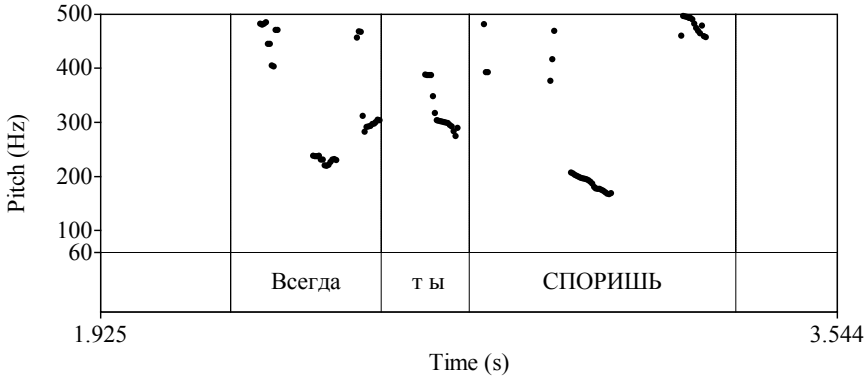 500
400
300
200
100
60
Pitch (Hz)
Всегда
т ы
СПОРИШЬ
1.925
3.544
Time (s)